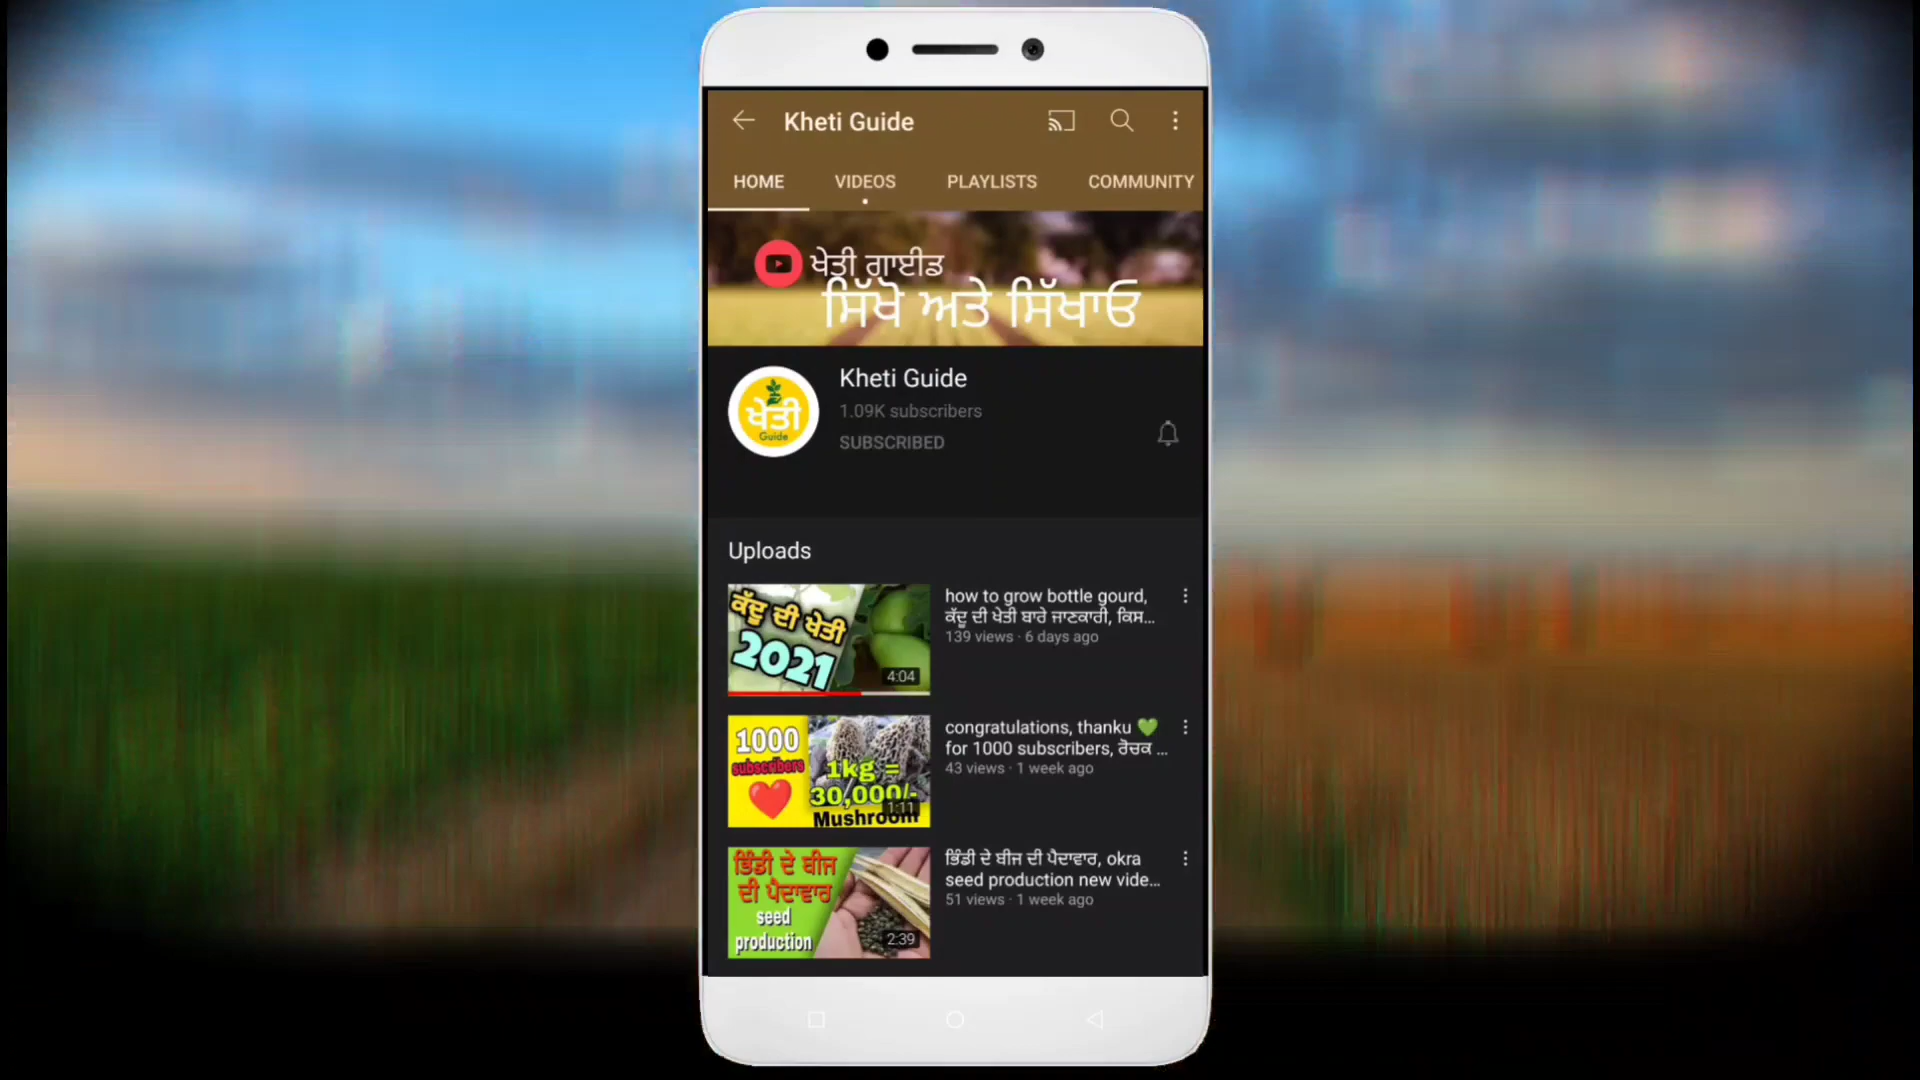 Kheti Guide
HOME VIDEOS PLAYLISTS COMMUNITY
ਖੇਤੀ ਗਾਈਡ
ਸਿੱਖੋ ਅਤੇ ਸਿੱਖਾਓ
ਖੇਤੀ
Guide
Kheti Guide
1.09K subscribers
SUBSCRIBED
Uploads
ਕੱਦੂ ਦੀ ਖੇਤੀ
2021
4:04
how to grow bottle gourd,
ਕੱਦੂ ਦੀ ਖੇਤੀ ਬਾਰੇ ਜਾਣਕਾਰੀ, ਕਿਸ...
139 views · 6 days ago
1000
subscribers
1kg =
30,000/-
Mushroom
1:11
congratulations, thanku 💚
for 1000 subscribers, ਰੋਚਕ ...
43 views · 1 week ago
ਭਿੰਡੀ ਦੇ ਬੀਜ
ਦੀ ਪੈਦਾਵਾਰ
seed
production
2:39
ਭਿੰਡੀ ਦੇ ਬੀਜ ਦੀ ਪੈਦਾਵਾਰ, okra
seed production new vide...
51 views · 1 week ago